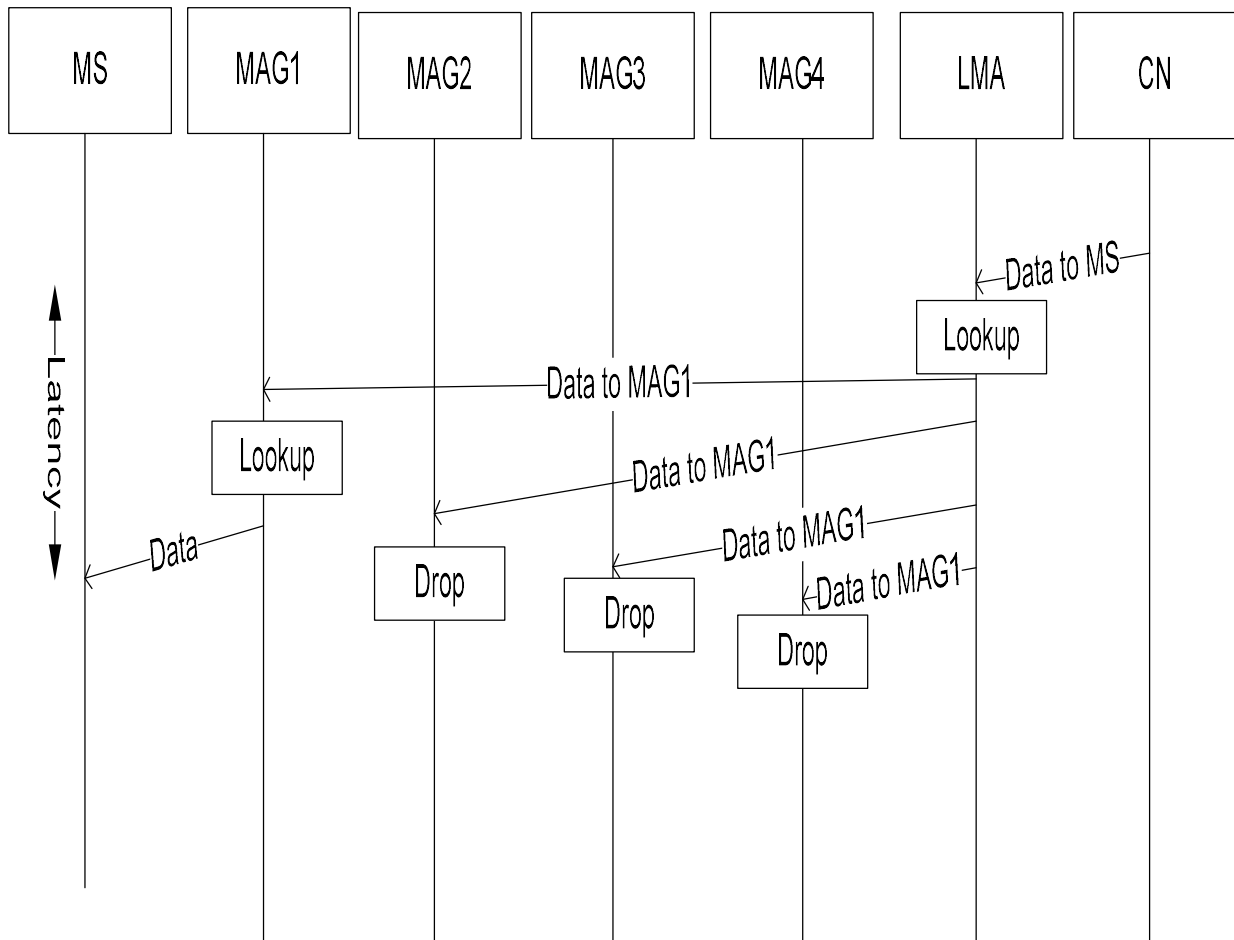 MS
MAG1
MAG2
MAG3
MAG4
LMA
CN
Data to MS
Lookup
Latency
Data to MAG1
Lookup
Data to MAG1
Data to MAG1
Data
Drop
Data to MAG1
Drop
Drop